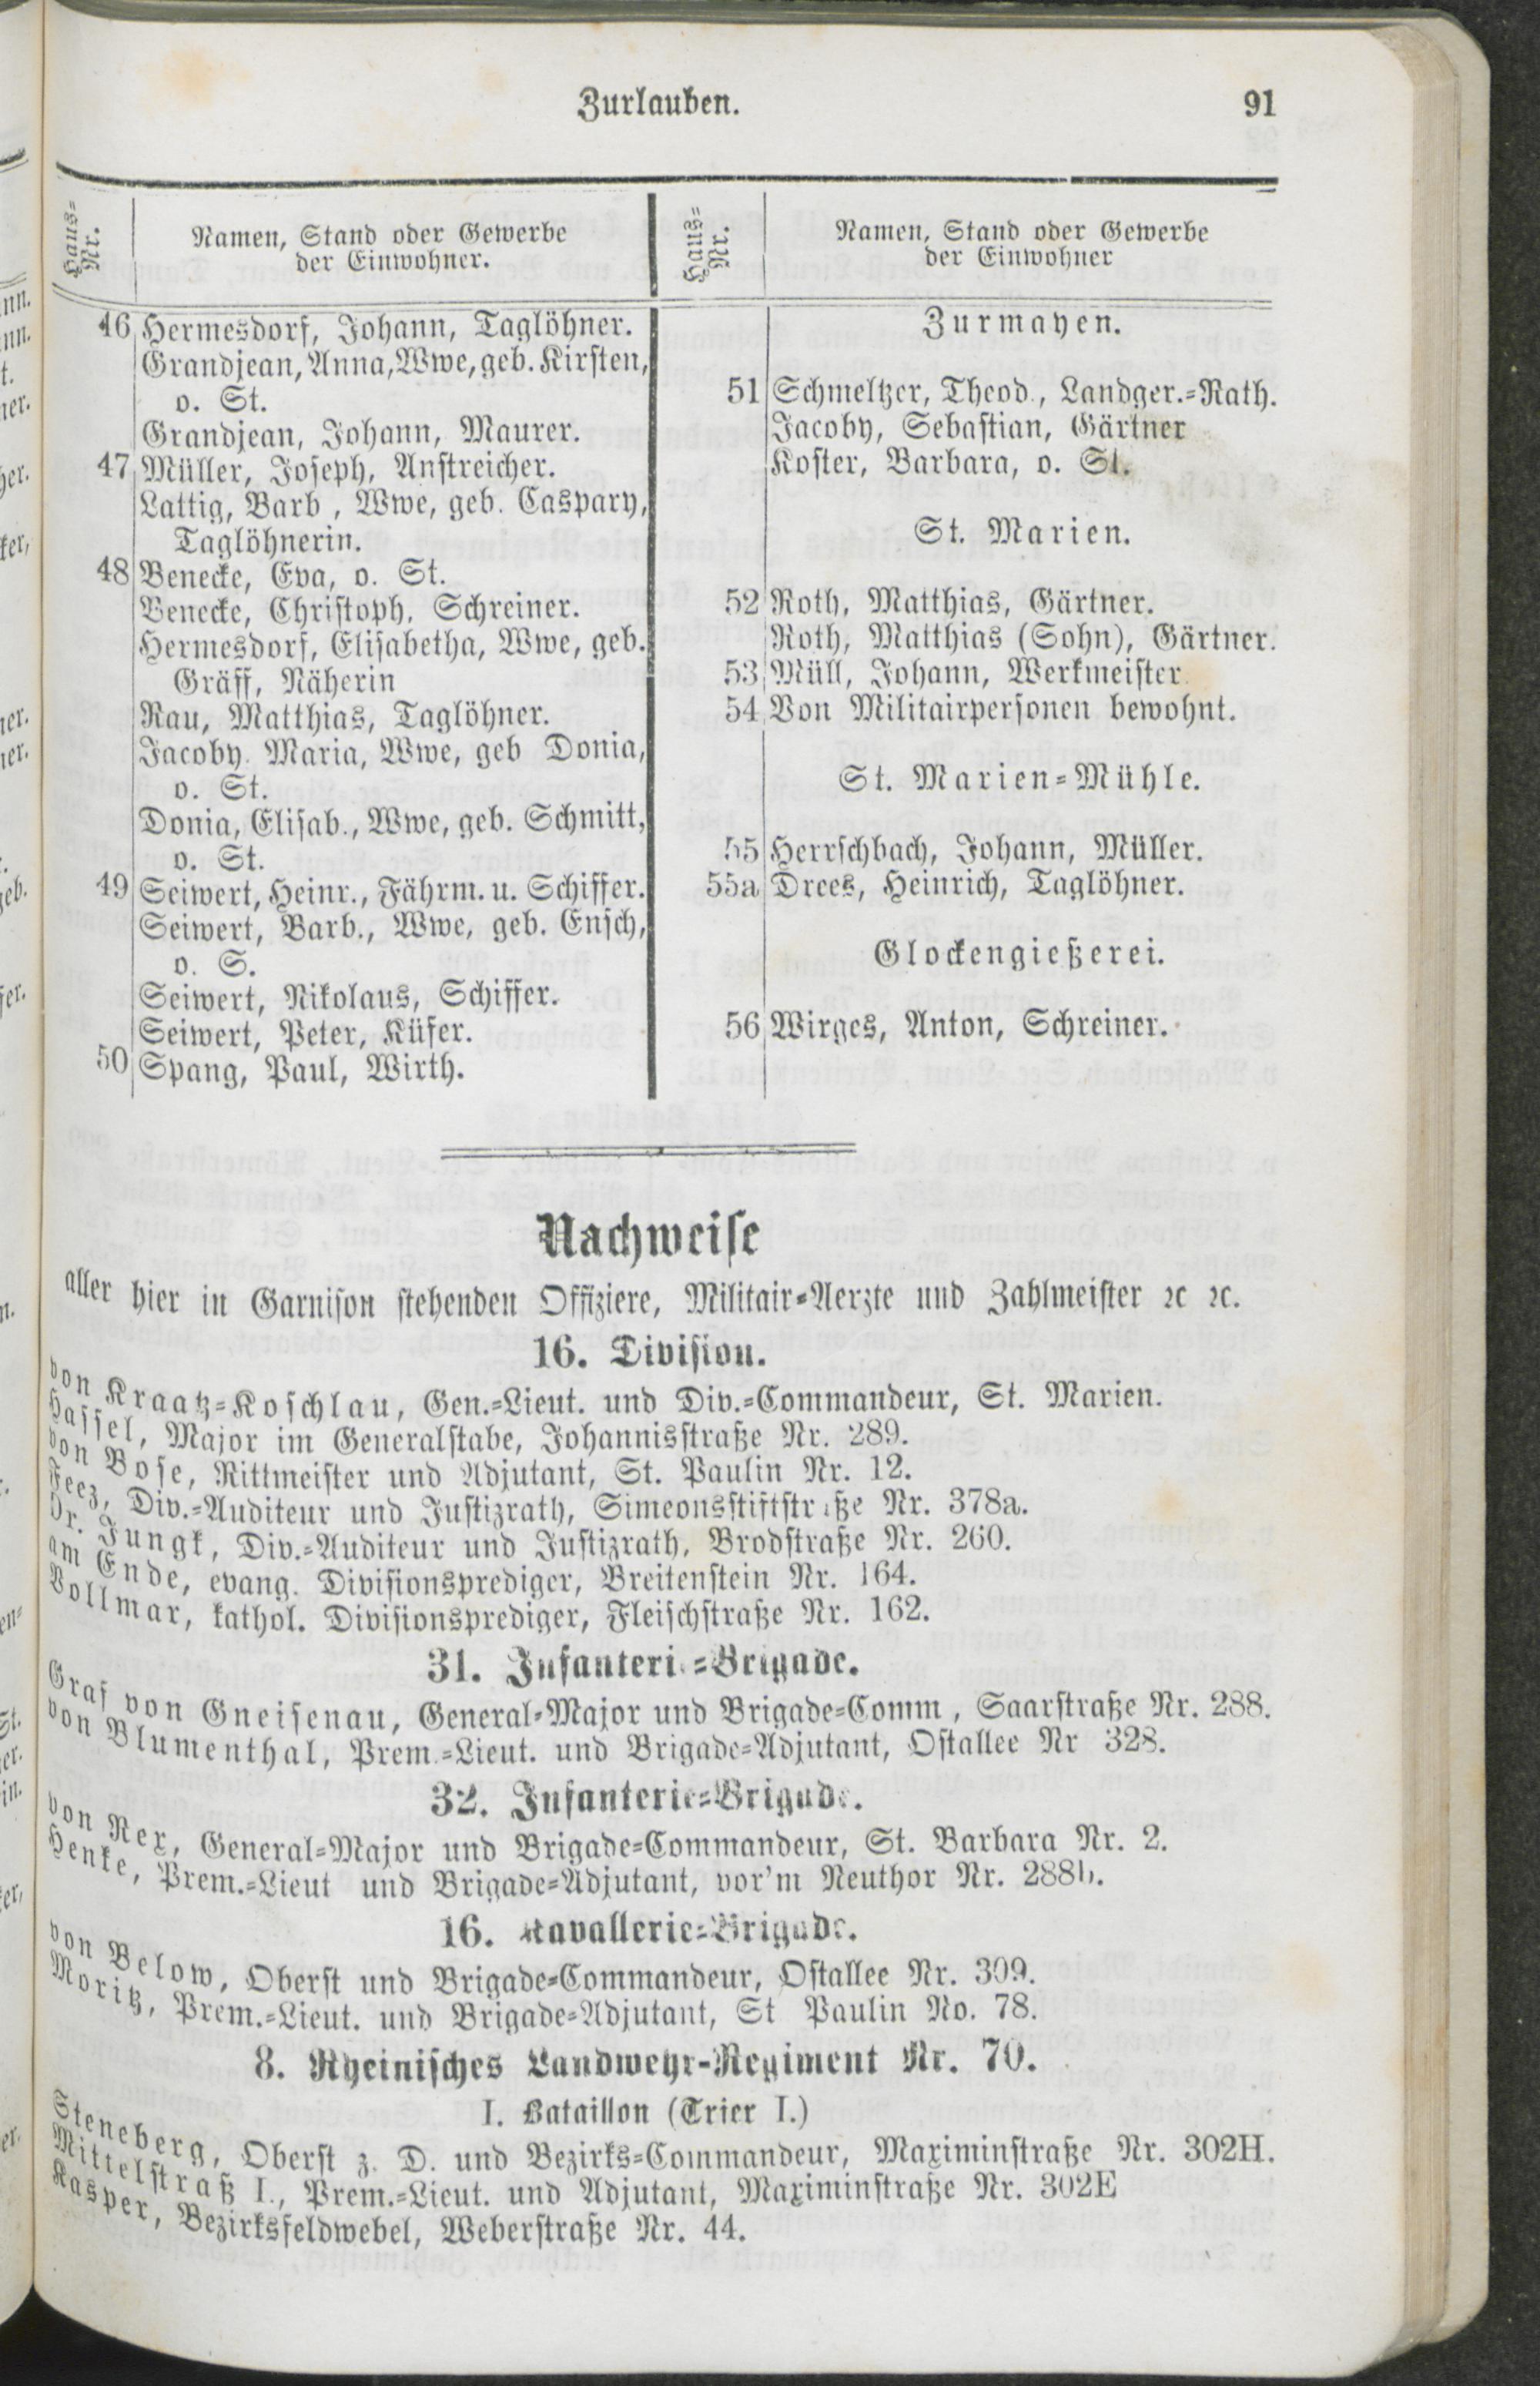 Zurlauben. 91
Haus-
Nr.
Namen, Stand oder Gewerbe
der Einwohner.
46 Hermesdorf, Johann, Taglöhner.
Grandjean, Anna, Wwe, geb. Kirsten,
o. St.
Grandjean, Johann, Maurer.
47 Müller, Joseph, Anstreicher.
Lattig, Barb , Wwe, geb. Caspary,
Taglöhnerin.
48 Benecke, Eva, o. St.
Benecke, Christoph, Schreiner.
Hermesdorf, Elisabetha, Wwe, geb.
Gräff, Näherin
Rau, Matthias, Taglöhner.
Jacoby. Maria, Wwe, geb Donia,
o. St.
Donia, Elisab., Wwe, geb. Schmitt,
o. St.
49 Seiwert, Heinr., Fährm. u. Schiffer.
Seiwert, Barb., Wwe, geb. Ensch,
o. S.
Seiwert, Nikolaus, Schiffer.
Seiwert, Peter, Küfer.
50 Spang, Paul, Wirth.
Haus-
Nr.
Namen, Stand oder Gewerbe
der Einwohner
Zurmayen.
51 Schmeltzer, Theod., Landger.-Rath.
Jacoby, Sebastian, Gärtner
Koster, Barbara, o. St.
St. Marien.
52 Roth, Matthias, Gärtner.
Roth, Matthias (Sohn), Gärtner.
53 Müll, Johann, Werkmeister
54 Von Militairpersonen bewohnt.
St. Marien-Mühle.
55 Herrschbach, Johann, Müller.
55a Drees, Heinrich, Taglöhner.
Glockengießerei.
56 Wirges, Anton, Schreiner.
Nachweise
aller hier in Garnison stehenden Offiziere, Militair-Aerzte und Zahlmeister ꝛc ꝛc.
16. Division.
von Kraatz-Koschlau, Gen.-Lieut. und Div.-Commandeur, St. Marien.
Hassel, Major im Generalstabe, Johannisstraße Nr. 289.
von Bose, Rittmeister und Adjutant, St. Paulin Nr. 12.
Feez, Div.-Auditeur und Justizrath, Simeonsstiftstraße Nr. 378a.
Dr. Jungk, Div.-Auditeur und Justizrath, Brodstraße Nr. 260.
am Ende, evang. Divisionsprediger, Breitenstein Nr. 164.
Vollmar, kathol. Divisionsprediger, Fleischstraße Nr. 162.
31. Infanterie-Brigade.
Graf von Gneisenau, General-Major und Brigade-Comm , Saarstraße Nr. 288.
von Blumenthal, Prem.-Lieut. und Brigade-Adjutant, Ostallee Nr 328.
32. Infanterie-Brigade.
von Rex, General-Major und Brigade-Commandeur, St. Barbara Nr. 2.
Henke, Prem.-Lieut und Brigade-Adjutant, vor'm Neuthor Nr. 288b.
16. Kavallerie-Brigade.
von Below, Oberst und Brigade-Commandeur, Ostallee Nr. 309.
Moritz, Prem.-Lieut. und Brigade-Adjutant, St Paulin No. 78.
8. Rheinisches Landwehr-Regiment Nr. 70.
I. Bataillon (Trier I.)
Steneberg, Oberst z. D. und Bezirks-Commandeur, Maximinstraße Nr. 302H.
Mittelstraß I., Prem.-Lieut. und Adjutant, Maximinstraße Nr. 302E
Kasper, Bezirksfeldwebel, Weberstraße Nr. 44.